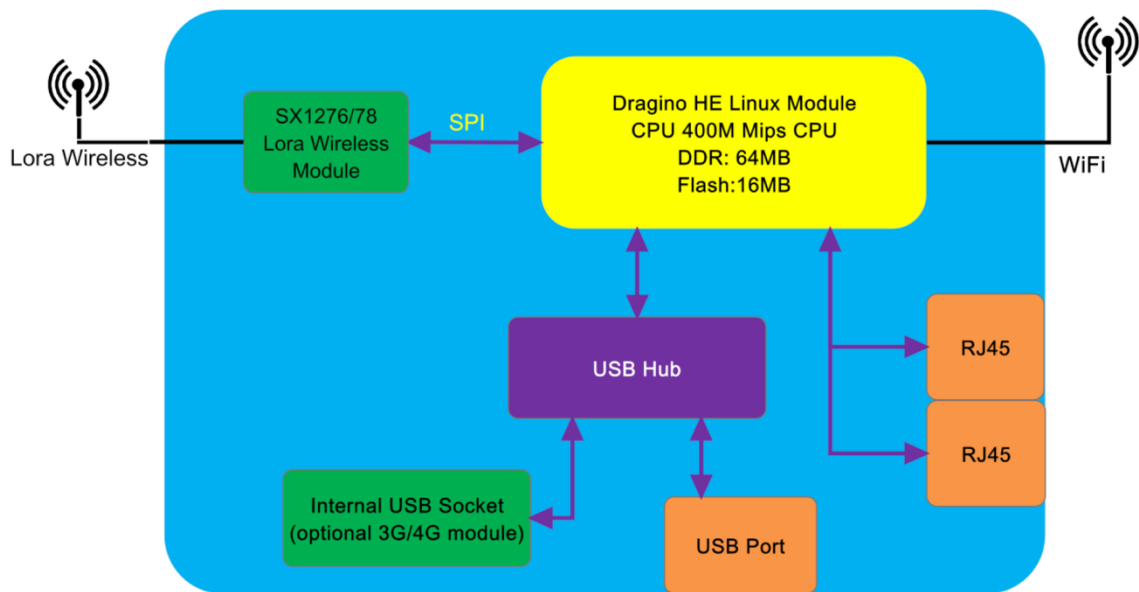 Lora Wireless
SX1276/78
Lora Wireless
Module
SPI
Dragino HE Linux Module
CPU 400M Mips CPU
DDR: 64MB
Flash:16MB
WiFi
USB Hub
RJ45
RJ45
Internal USB Socket
(optional 3G/4G module)
USB Port